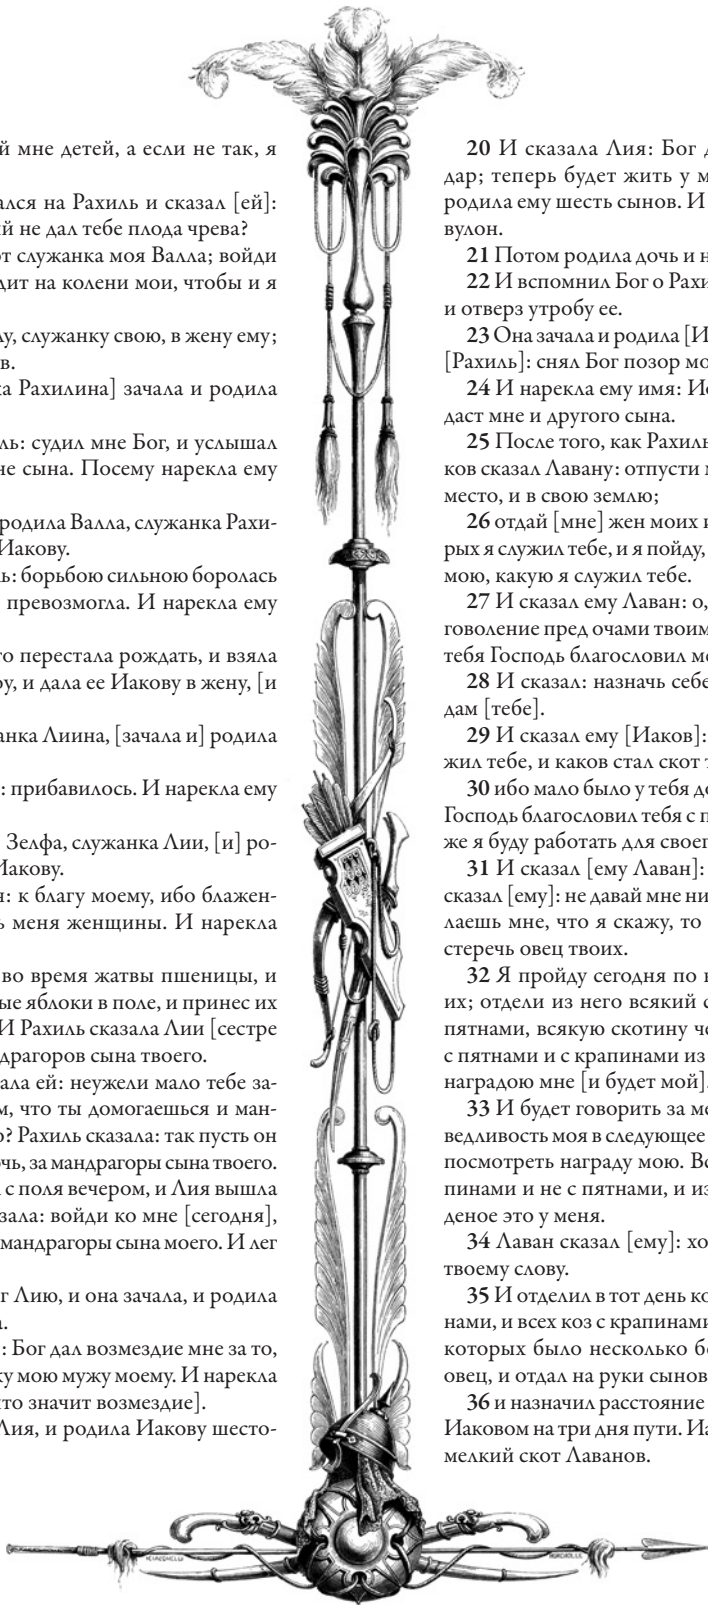 й мне детей, а если не так, я
ался на Рахиль и сказал [ей]:
ый не дал тебе плода чрева?
от служанка моя Валла; войди
дит на колени мои, чтобы и я
лу, служанку свою, в жену ему;
в.
ка Рахилина] зачала и родила
ль: судил мне Бог, и услышал
не сына. Посему нарекла ему
родила Валла, служанка Рахи-
Иакову.
ь: борьбою сильною боролась
превозмогла. И нарекла ему
то перестала рождать, и взяла
ру, и дала ее Иакову в жену, [и
анка Лиина, [зачала и] родила
: прибавилось. И нарекла ему
Зелфа, служанка Лии, [и] ро-
Иакову.
я: к благу моему, ибо блажен-
ь меня женщины. И нарекла
во время жатвы пшеницы, и
ые яблоки в поле, и принес их
И Рахиль сказала Лии [сестре
драгоров сына твоего.
ала ей: неужели мало тебе за-
м, что ты домогаешься и ман-
о? Рахиль сказала: так пусть он
очь, за мандрагоры сына твоего.
с поля вечером, и Лия вышла
зала: войди ко мне [сегодня],
мандрагоры сына моего. И лег
г Лию, и она зачала, и родила
а.
: Бог дал возмездие мне за то,
ку мою мужу моему. И нарекла
то значит возмездие].
Лия, и родила Иакову шесто-
20 И сказала Лия: Бог д
дар; теперь будет жить у м
родила ему шесть сынов. И
вулон.
21 Потом родила дочь и н
22 И вспомнил Бог о Рахи
и отверз утробу ее.
23 Она зачала и родила [И
[Рахиль]: снял Бог позор мо
24 И нарекла ему имя: Ио
даст мне и другого сына.
25 После того, как Рахиль
ков сказал Лавану: отпусти м
место, и в свою землю;
26 отдай [мне] жен моих и
рых я служил тебе, и я пойду,
мою, какую я служил тебе.
27 И сказал ему Лаван: о,
говоление пред очами твоим
тебя Господь благословил ме
28 И сказал: назначь себе
дам [тебе].
29 И сказал ему [Иаков]:
жил тебе, и каков стал скот т
30 ибо мало было у тебя до
Господь благословил тебя с п
же я буду работать для своег
31 И сказал [ему Лаван]:
сказал [ему]: не давай мне ни
лаешь мне, что я скажу, то
стеречь овец твоих.
32 Я пройду сегодня по в
их; отдели из него всякий с
пятнами, всякую скотину че
с пятнами и с крапинами из
наградою мне [и будет мой].
33 И будет говорить за ме
ведливость моя в следующее
посмотреть награду мою. Вс
пинами и не с пятнами, и из
деное это у меня.
34 Лаван сказал [ему]: хо
твоему слову.
35 И отделил в тот день ко
нами, и всех коз с крапинами
которых было несколько бе
овец, и отдал на руки сынов
36 и назначил расстояние
Иаковом на три дня пути. Иа
мелкий скот Лаванов.